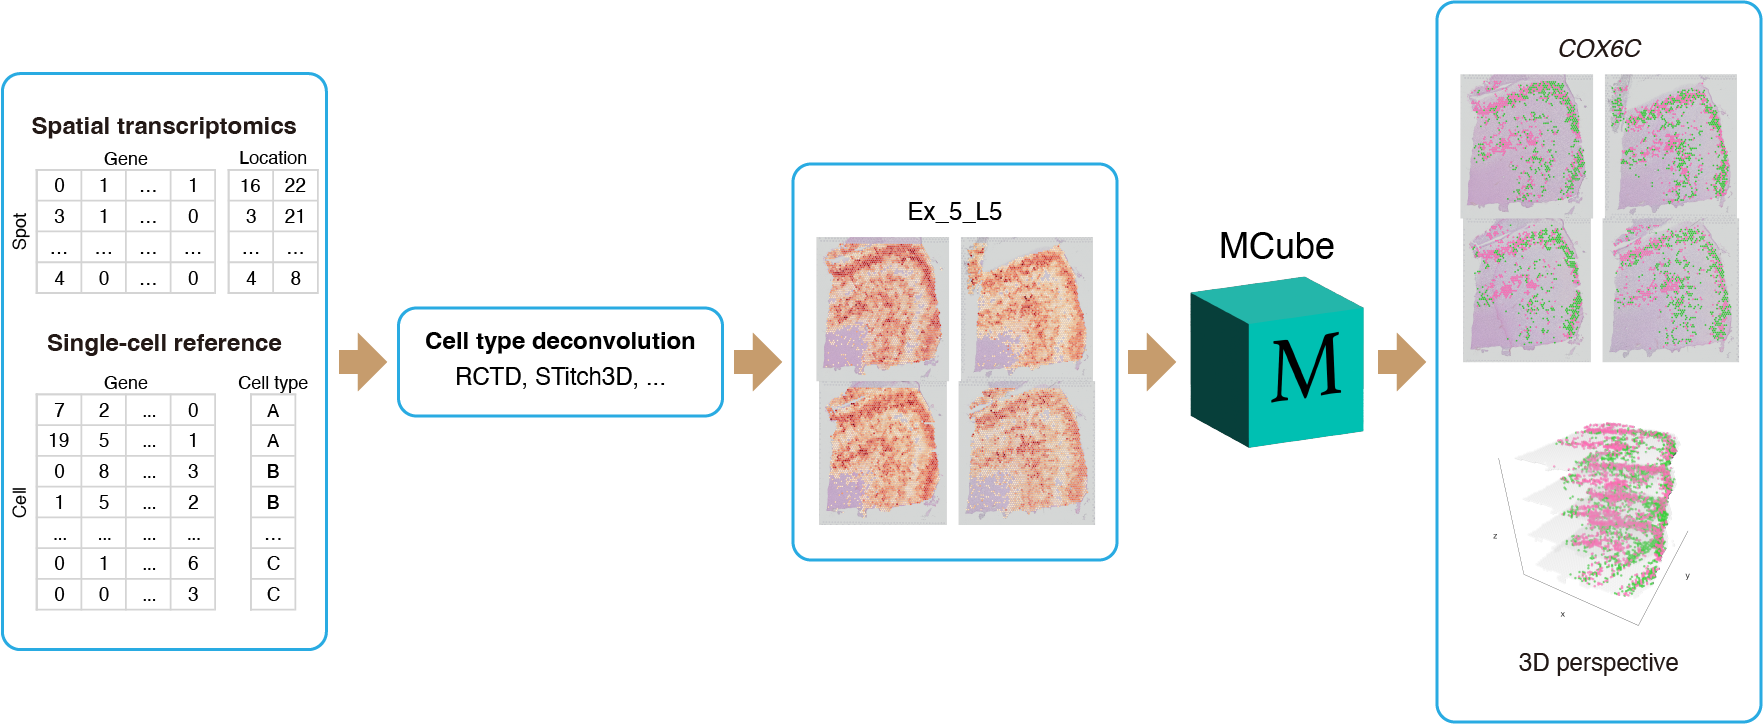 Spatial transcriptomics
Gene Location
Spot
0 1 ... 1 16 22
3 1 ... 0 3 21
... ... ... ... ... ...
4 0 ... 0 4 8
Single-cell reference
Gene Cell type
Cell
7 2 ... 0 A
19 5 ... 1 A
0 8 ... 3 B
1 5 ... 2 B
... ... ... ... ...
0 1 ... 6 C
0 0 ... 3 C
Cell type deconvolution
RCTD, STitch3D, ...
Ex_5_L5
MCube
M
COX6C
z
x
y
3D perspective